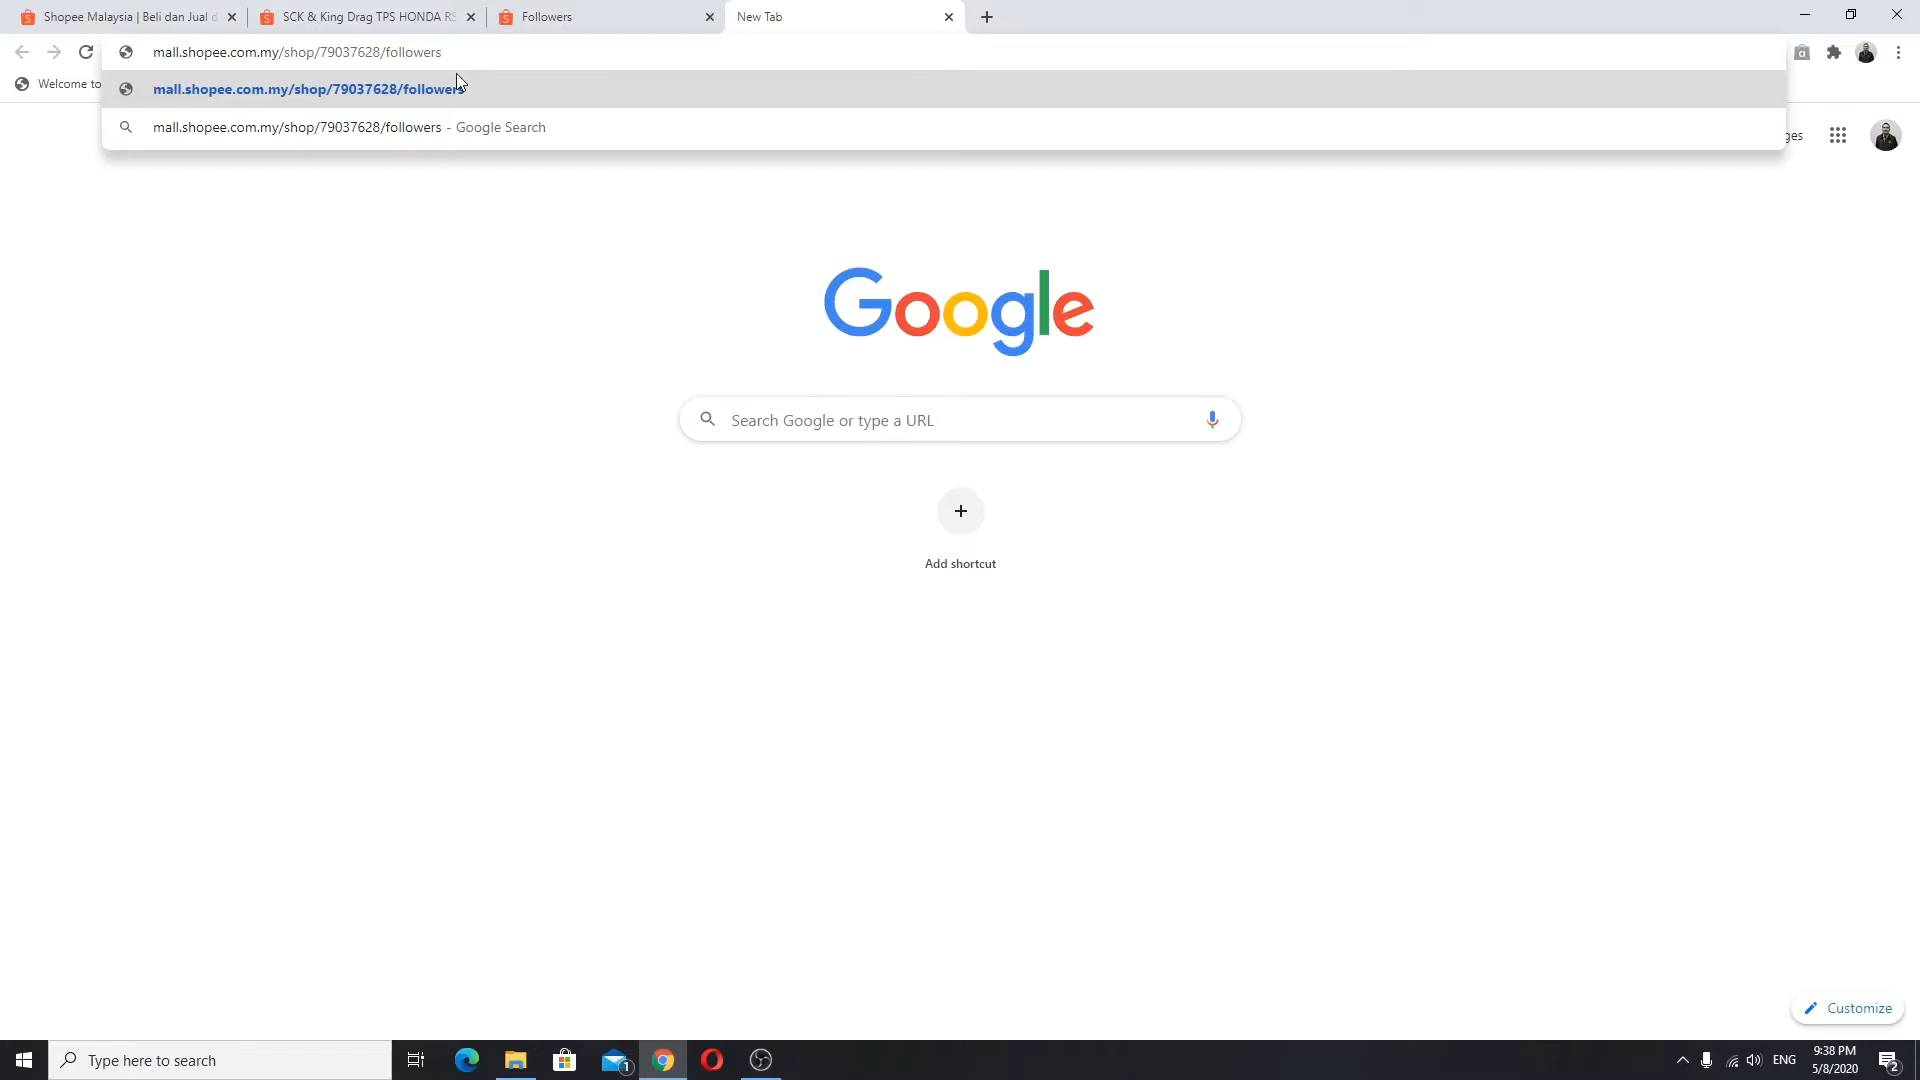 Shopee Malaysia | Beli dan Jual d
SCK & King Drag TPS HONDA RS
Followers
New Tab
mall.shopee.com.my/shop/79037628/followers
Welcome to
mall.shopee.com.my/shop/79037628/followers
mall.shopee.com.my/shop/79037628/followers - Google Search
ges
Google
Search Google or type a URL
Add shortcut
Customize
Type here to search
1
ENG
9:38 PM
5/8/2020
2